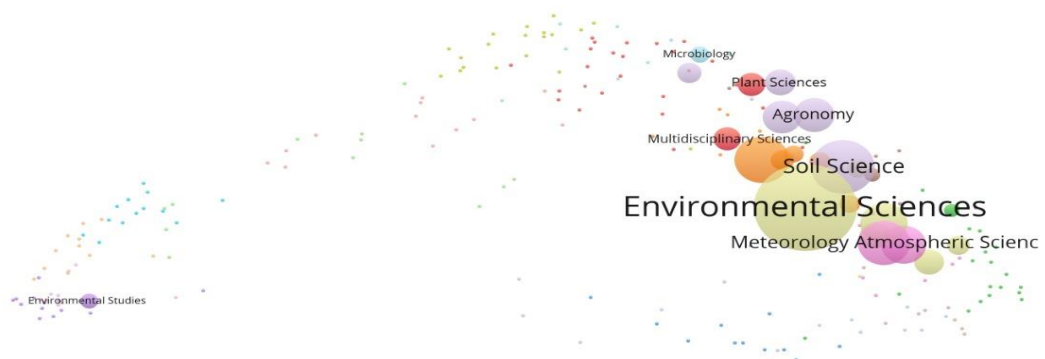 Microbiology
Plant Sciences
Agronomy
Multidisciplinary Sciences
Soil Science
Environmental Sciences
Meteorology Atmospheric Scienc
Environmental Studies